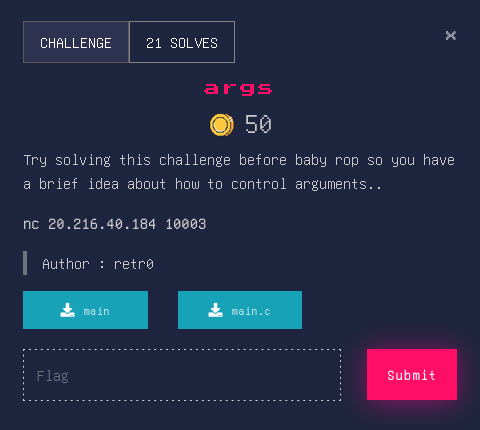 CHALLENGE 21 SOLVES ×
args
50
Try solving this challenge before baby rop so you have
a brief idea about how to control arguments..
nc 20.216.40.184 10003
Author : retr0
main main.c
Flag Submit